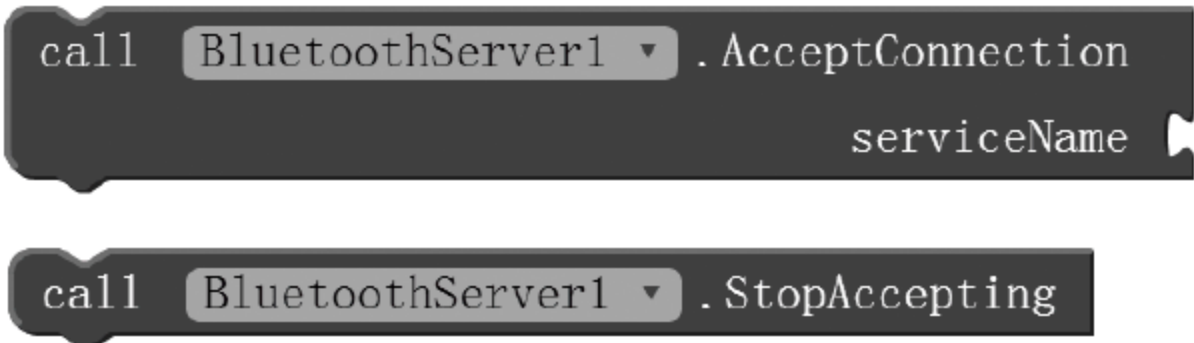 call BluetoothServer1 .AcceptConnection
serviceName
call BluetoothServer1 .StopAccepting